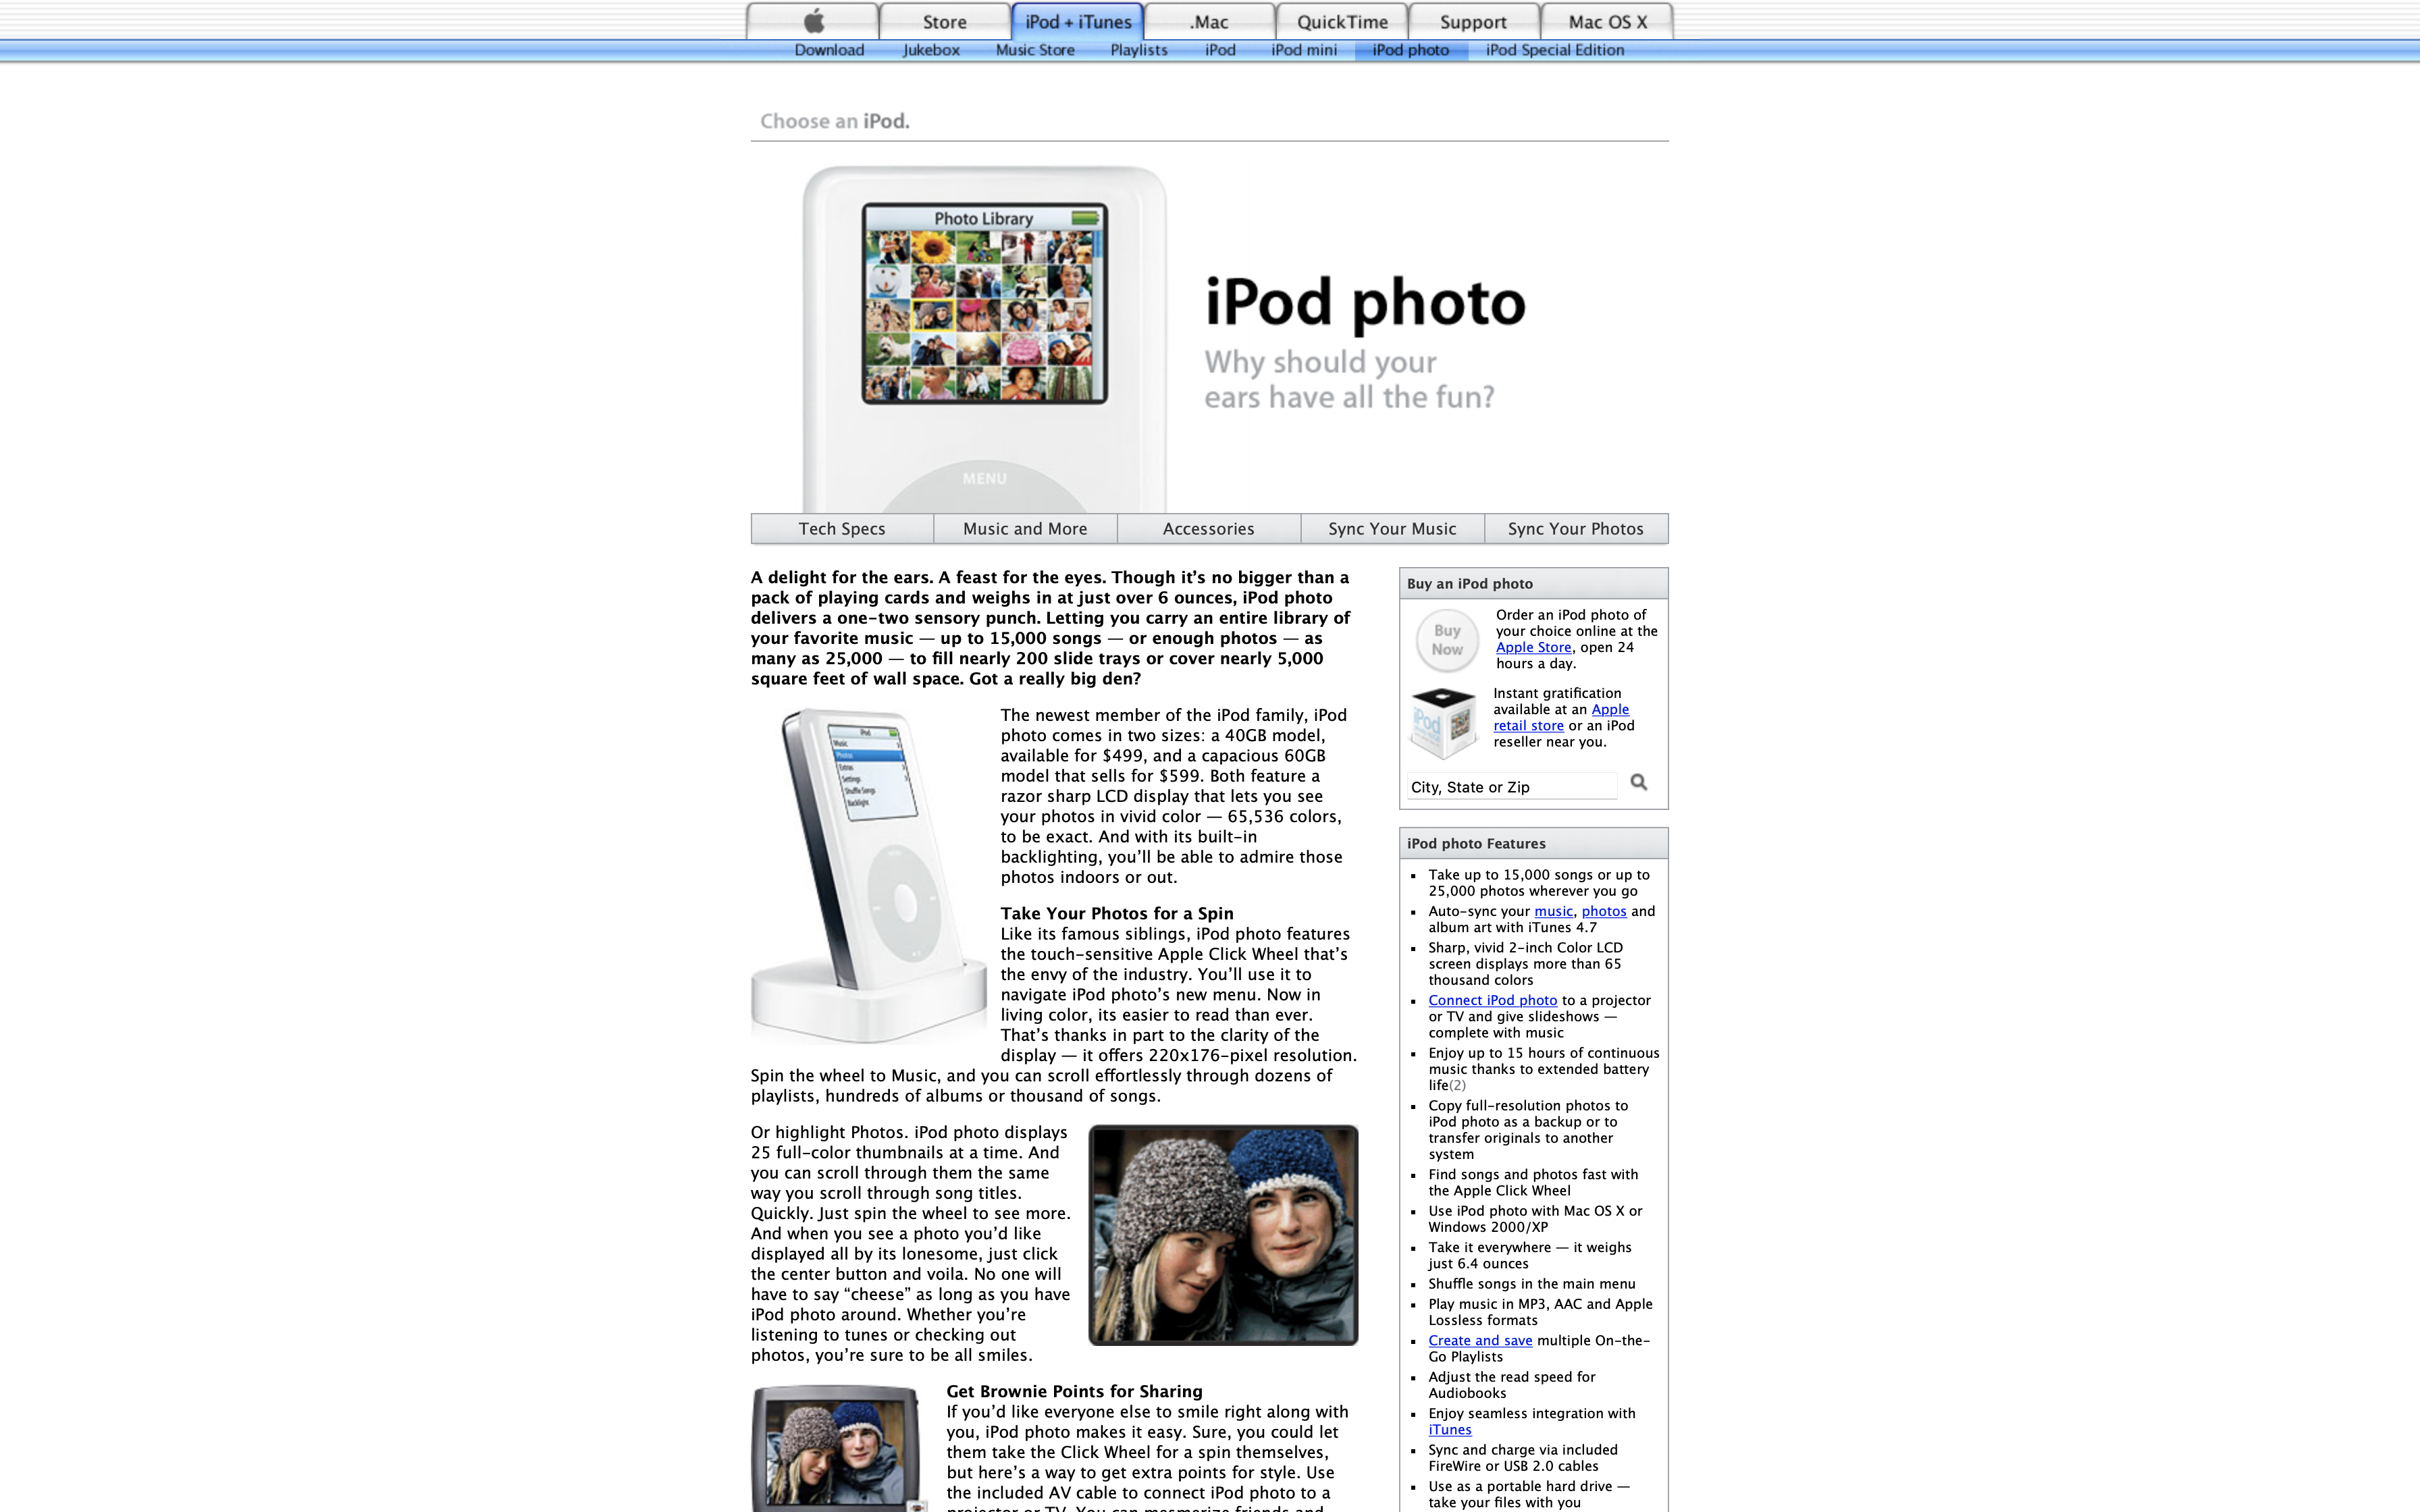 Store
iPod + iTunes
.Mac
QuickTime
Support
Mac OS X
Download
Jukebox
Music Store
Playlists
iPod
iPod mini
iPod photo
iPod Special Edition
Choose an iPod.
Photo Library
MENU
iPod photo
Why should your
ears have all the fun?
Tech Specs
Music and More
Accessories
Sync Your Music
Sync Your Photos
A delight for the ears. A feast for the eyes. Though it’s no bigger than a
pack of playing cards and weighs in at just over 6 ounces, iPod photo
delivers a one-two sensory punch. Letting you carry an entire library of
your favorite music — up to 15,000 songs — or enough photos — as
many as 25,000 — to fill nearly 200 slide trays or cover nearly 5,000
square feet of wall space. Got a really big den?
iPod
Music
Photos
Extras
Settings
Shuffle Songs
Backlight
MENU
The newest member of the iPod family, iPod
photo comes in two sizes: a 40GB model,
available for $499, and a capacious 60GB
model that sells for $599. Both feature a
razor sharp LCD display that lets you see
your photos in vivid color — 65,536 colors,
to be exact. And with its built-in
backlighting, you’ll be able to admire those
photos indoors or out.
Take Your Photos for a Spin
Like its famous siblings, iPod photo features
the touch-sensitive Apple Click Wheel that’s
the envy of the industry. You’ll use it to
navigate iPod photo’s new menu. Now in
living color, its easier to read than ever.
That’s thanks in part to the clarity of the
display — it offers 220x176-pixel resolution.
Spin the wheel to Music, and you can scroll effortlessly through dozens of
playlists, hundreds of albums or thousand of songs.
Or highlight Photos. iPod photo displays
25 full-color thumbnails at a time. And
you can scroll through them the same
way you scroll through song titles.
Quickly. Just spin the wheel to see more.
And when you see a photo you’d like
displayed all by its lonesome, just click
the center button and voila. No one will
have to say “cheese” as long as you have
iPod photo around. Whether you’re
listening to tunes or checking out
photos, you’re sure to be all smiles.
Get Brownie Points for Sharing
If you’d like everyone else to smile right along with
you, iPod photo makes it easy. Sure, you could let
them take the Click Wheel for a spin themselves,
but here’s a way to get extra points for style. Use
the included AV cable to connect iPod photo to a
projector or TV. You can mesmerize friends and
Buy an iPod photo
Buy
Now
Order an iPod photo of
your choice online at the
Apple Store, open 24
hours a day.
iPod
Instant gratification
available at an Apple
retail store or an iPod
reseller near you.
City, State or Zip
iPod photo Features
▪ Take up to 15,000 songs or up to
25,000 photos wherever you go
▪ Auto-sync your music, photos and
album art with iTunes 4.7
▪ Sharp, vivid 2-inch Color LCD
screen displays more than 65
thousand colors
▪ Connect iPod photo to a projector
or TV and give slideshows —
complete with music
▪ Enjoy up to 15 hours of continuous
music thanks to extended battery
life(2)
▪ Copy full-resolution photos to
iPod photo as a backup or to
transfer originals to another
system
▪ Find songs and photos fast with
the Apple Click Wheel
▪ Use iPod photo with Mac OS X or
Windows 2000/XP
▪ Take it everywhere — it weighs
just 6.4 ounces
▪ Shuffle songs in the main menu
▪ Play music in MP3, AAC and Apple
Lossless formats
▪ Create and save multiple On-the-
Go Playlists
▪ Adjust the read speed for
Audiobooks
▪ Enjoy seamless integration with
iTunes
▪ Sync and charge via included
FireWire or USB 2.0 cables
▪ Use as a portable hard drive —
take your files with you